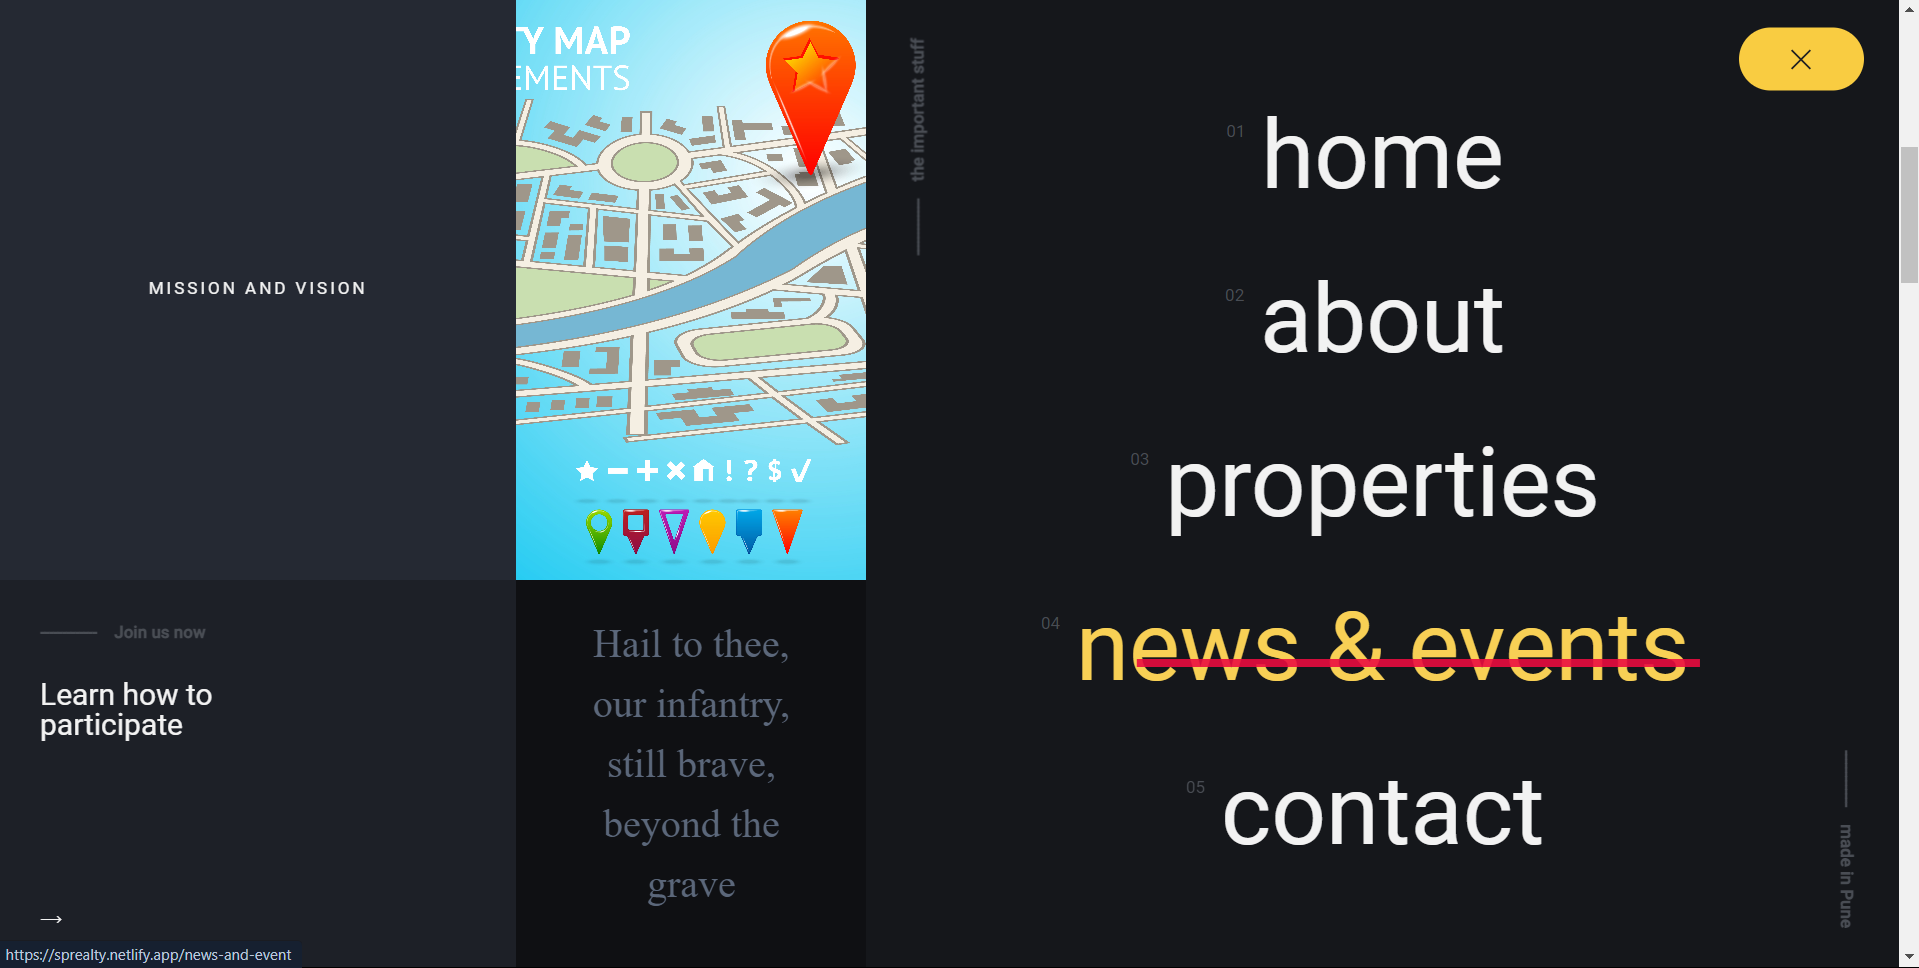 MISSION AND VISION
TY MAP
EMENTS
! ? $
Join us now
Learn how to
participate
Hail to thee,
our infantry,
still brave,
beyond the
grave
the important stuff
01
home
02
about
03
properties
04
news & events
05
contact
made in Pune
https://sprealty.netlify.app/news-and-event